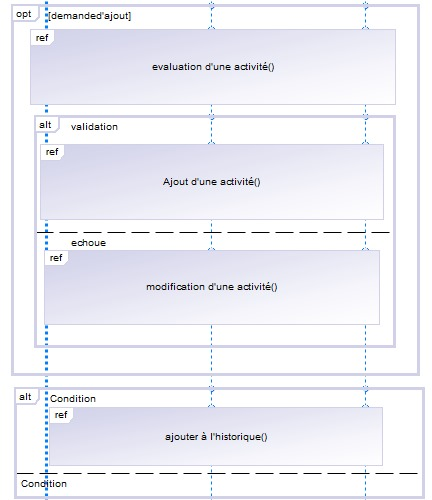 opt [demanded'ajout]
ref
evaluation d'une activité()
alt validation
ref
Ajout d'une activité()
echoue
ref
modification d'une activité()
alt Condition
ref
ajouter à l'historique()
Condition